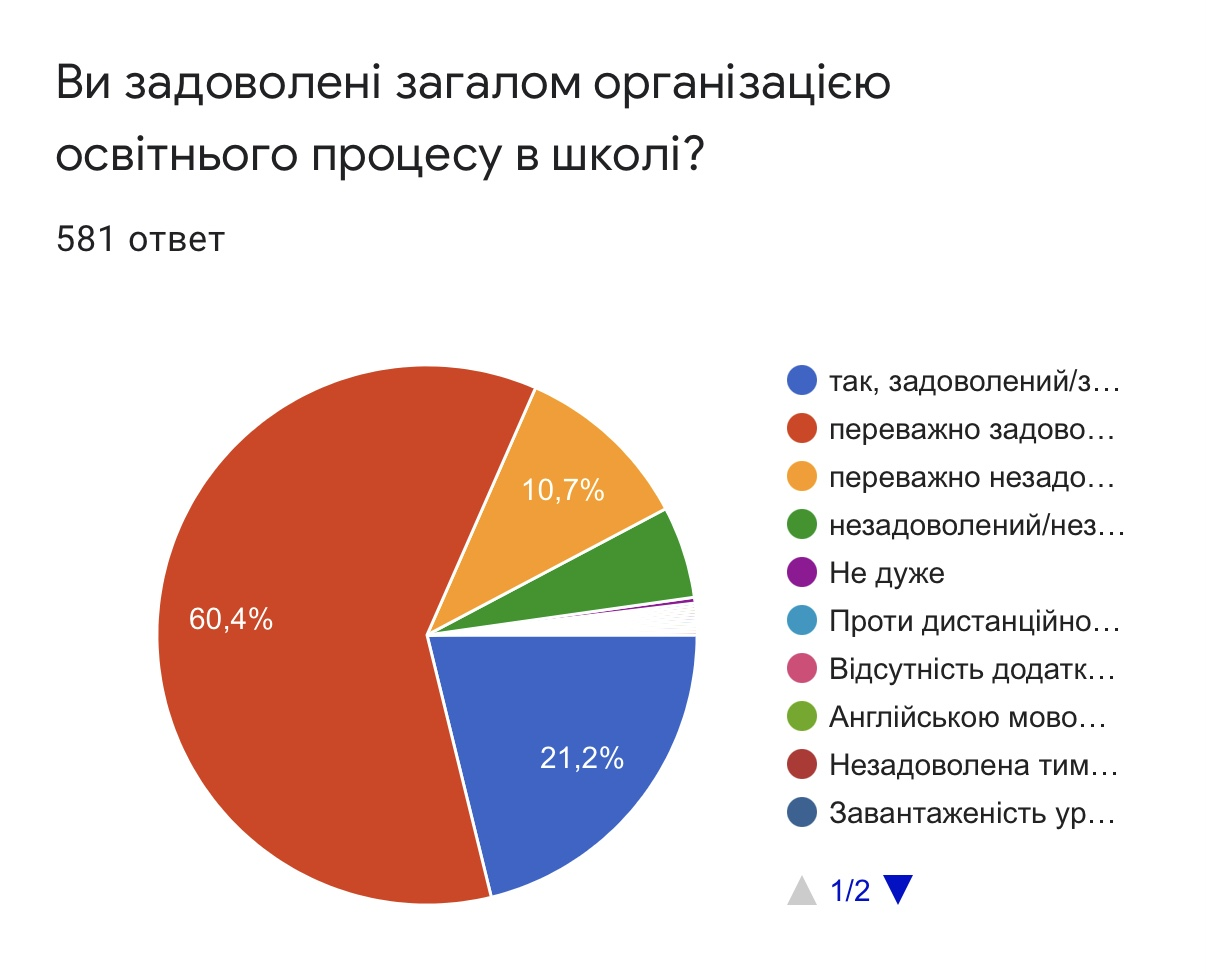 Ви задоволені загалом організацією
освітнього процесу в школі?
581 ответ
10,7%
60,4%
21,2%
так, задоволений/з…
переважно задово…
переважно незадо…
незадоволений/нез…
Не дуже
Проти дистанційно…
Відсутність додатк…
Англійською мово…
Незадоволена тим…
Завантаженість ур…
1/2